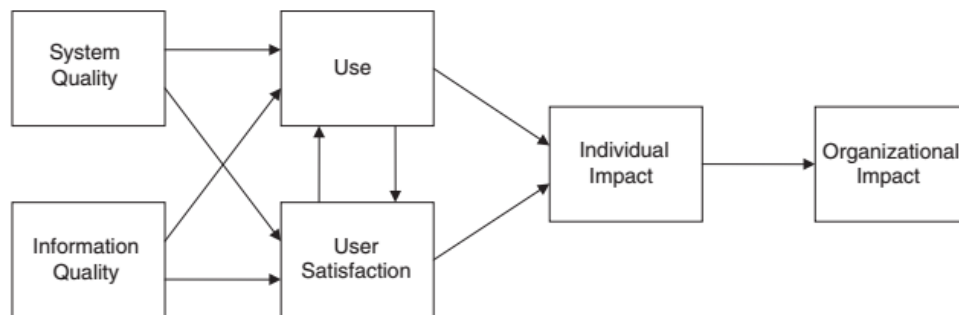 System
Quality
Use
Individual
Impact
Organizational
Impact
Information
Quality
User
Satisfaction